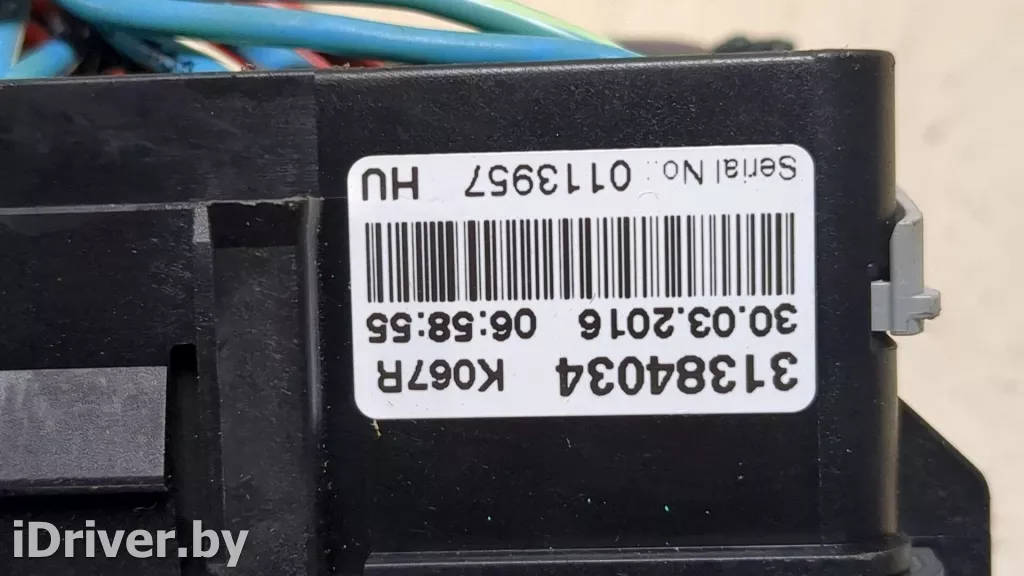 31384034 K067R
30.03.2016 06:58:55
Serial No.: 0113957 HU
iDriver.by